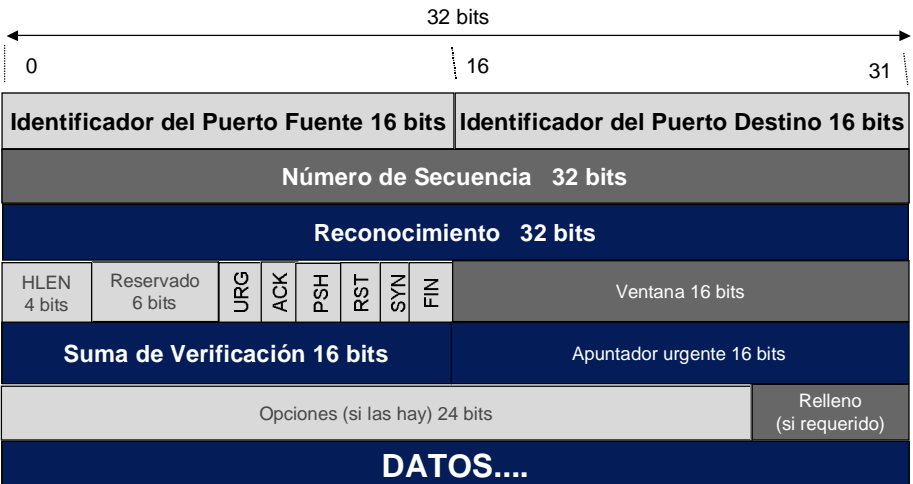 32 bits
0 16 31
Identificador del Puerto Fuente 16 bits Identificador del Puerto Destino 16 bits
Número de Secuencia 32 bits
Reconocimiento 32 bits
HLEN
4 bits
Reservado
6 bits
URG
ACK
PSH
RST
SYN
FIN
Ventana 16 bits
Suma de Verificación 16 bits Apuntador urgente 16 bits
Opciones (si las hay) 24 bits
Relleno
(si requerido)
DATOS....